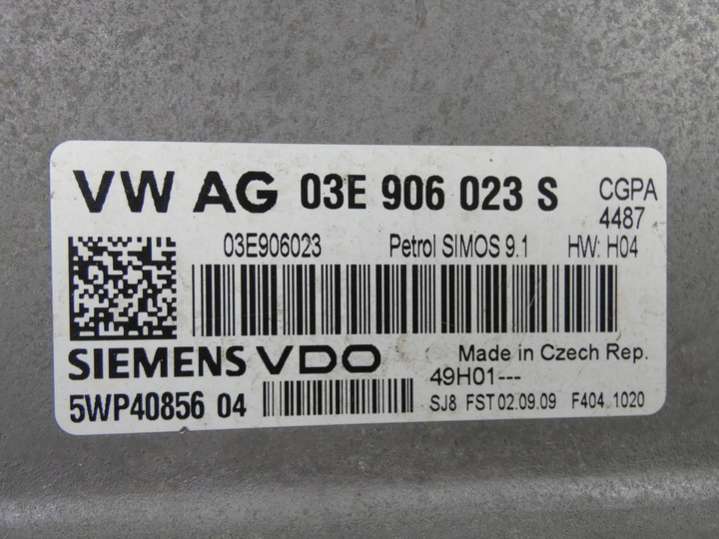 VW AG 03E 906 023 S CGPA
4487
03E906023 Petrol SIMOS 9.1 HW: H04
SIEMENS VDO Made in Czech Rep.
49H01---
5WP40856 04 SJ8 FST 02.09.09 F404.1020